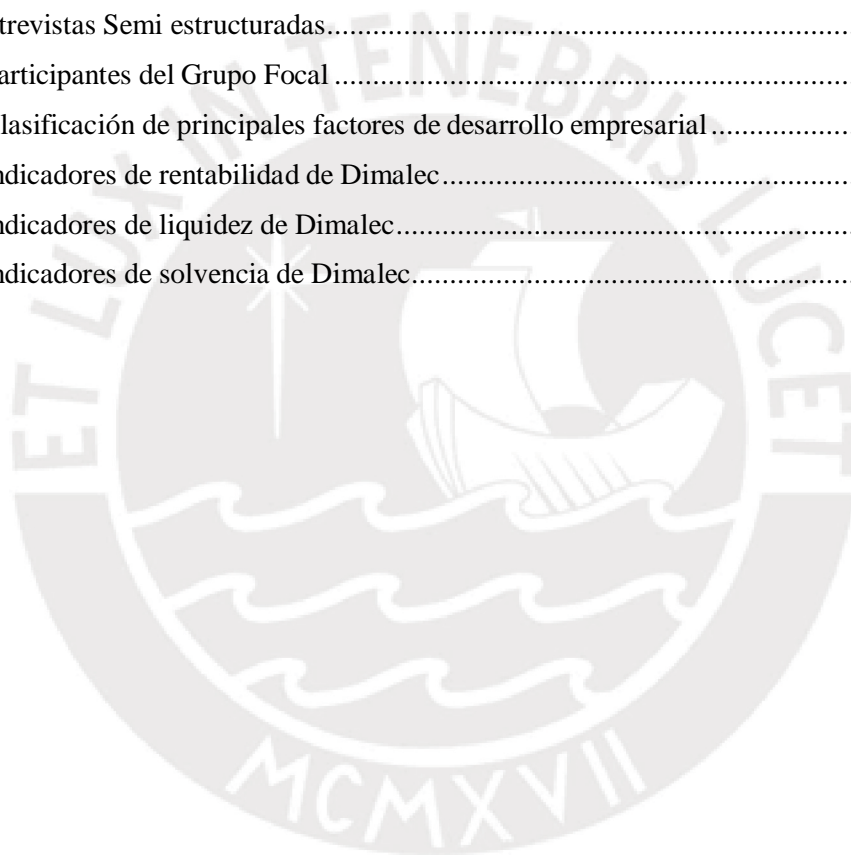 trevistas Semi estructuradas..............................................................................
articipantes del Grupo Focal .............................................................................
lasificación de principales factores de desarrollo empresarial.....................
ndicadores de rentabilidad de Dimalec.............................................................
ndicadores de liquidez de Dimalec....................................................................
ndicadores de solvencia de Dimalec..................................................................
ET LUX IN TENEBRIS LUCET
MCMXVII